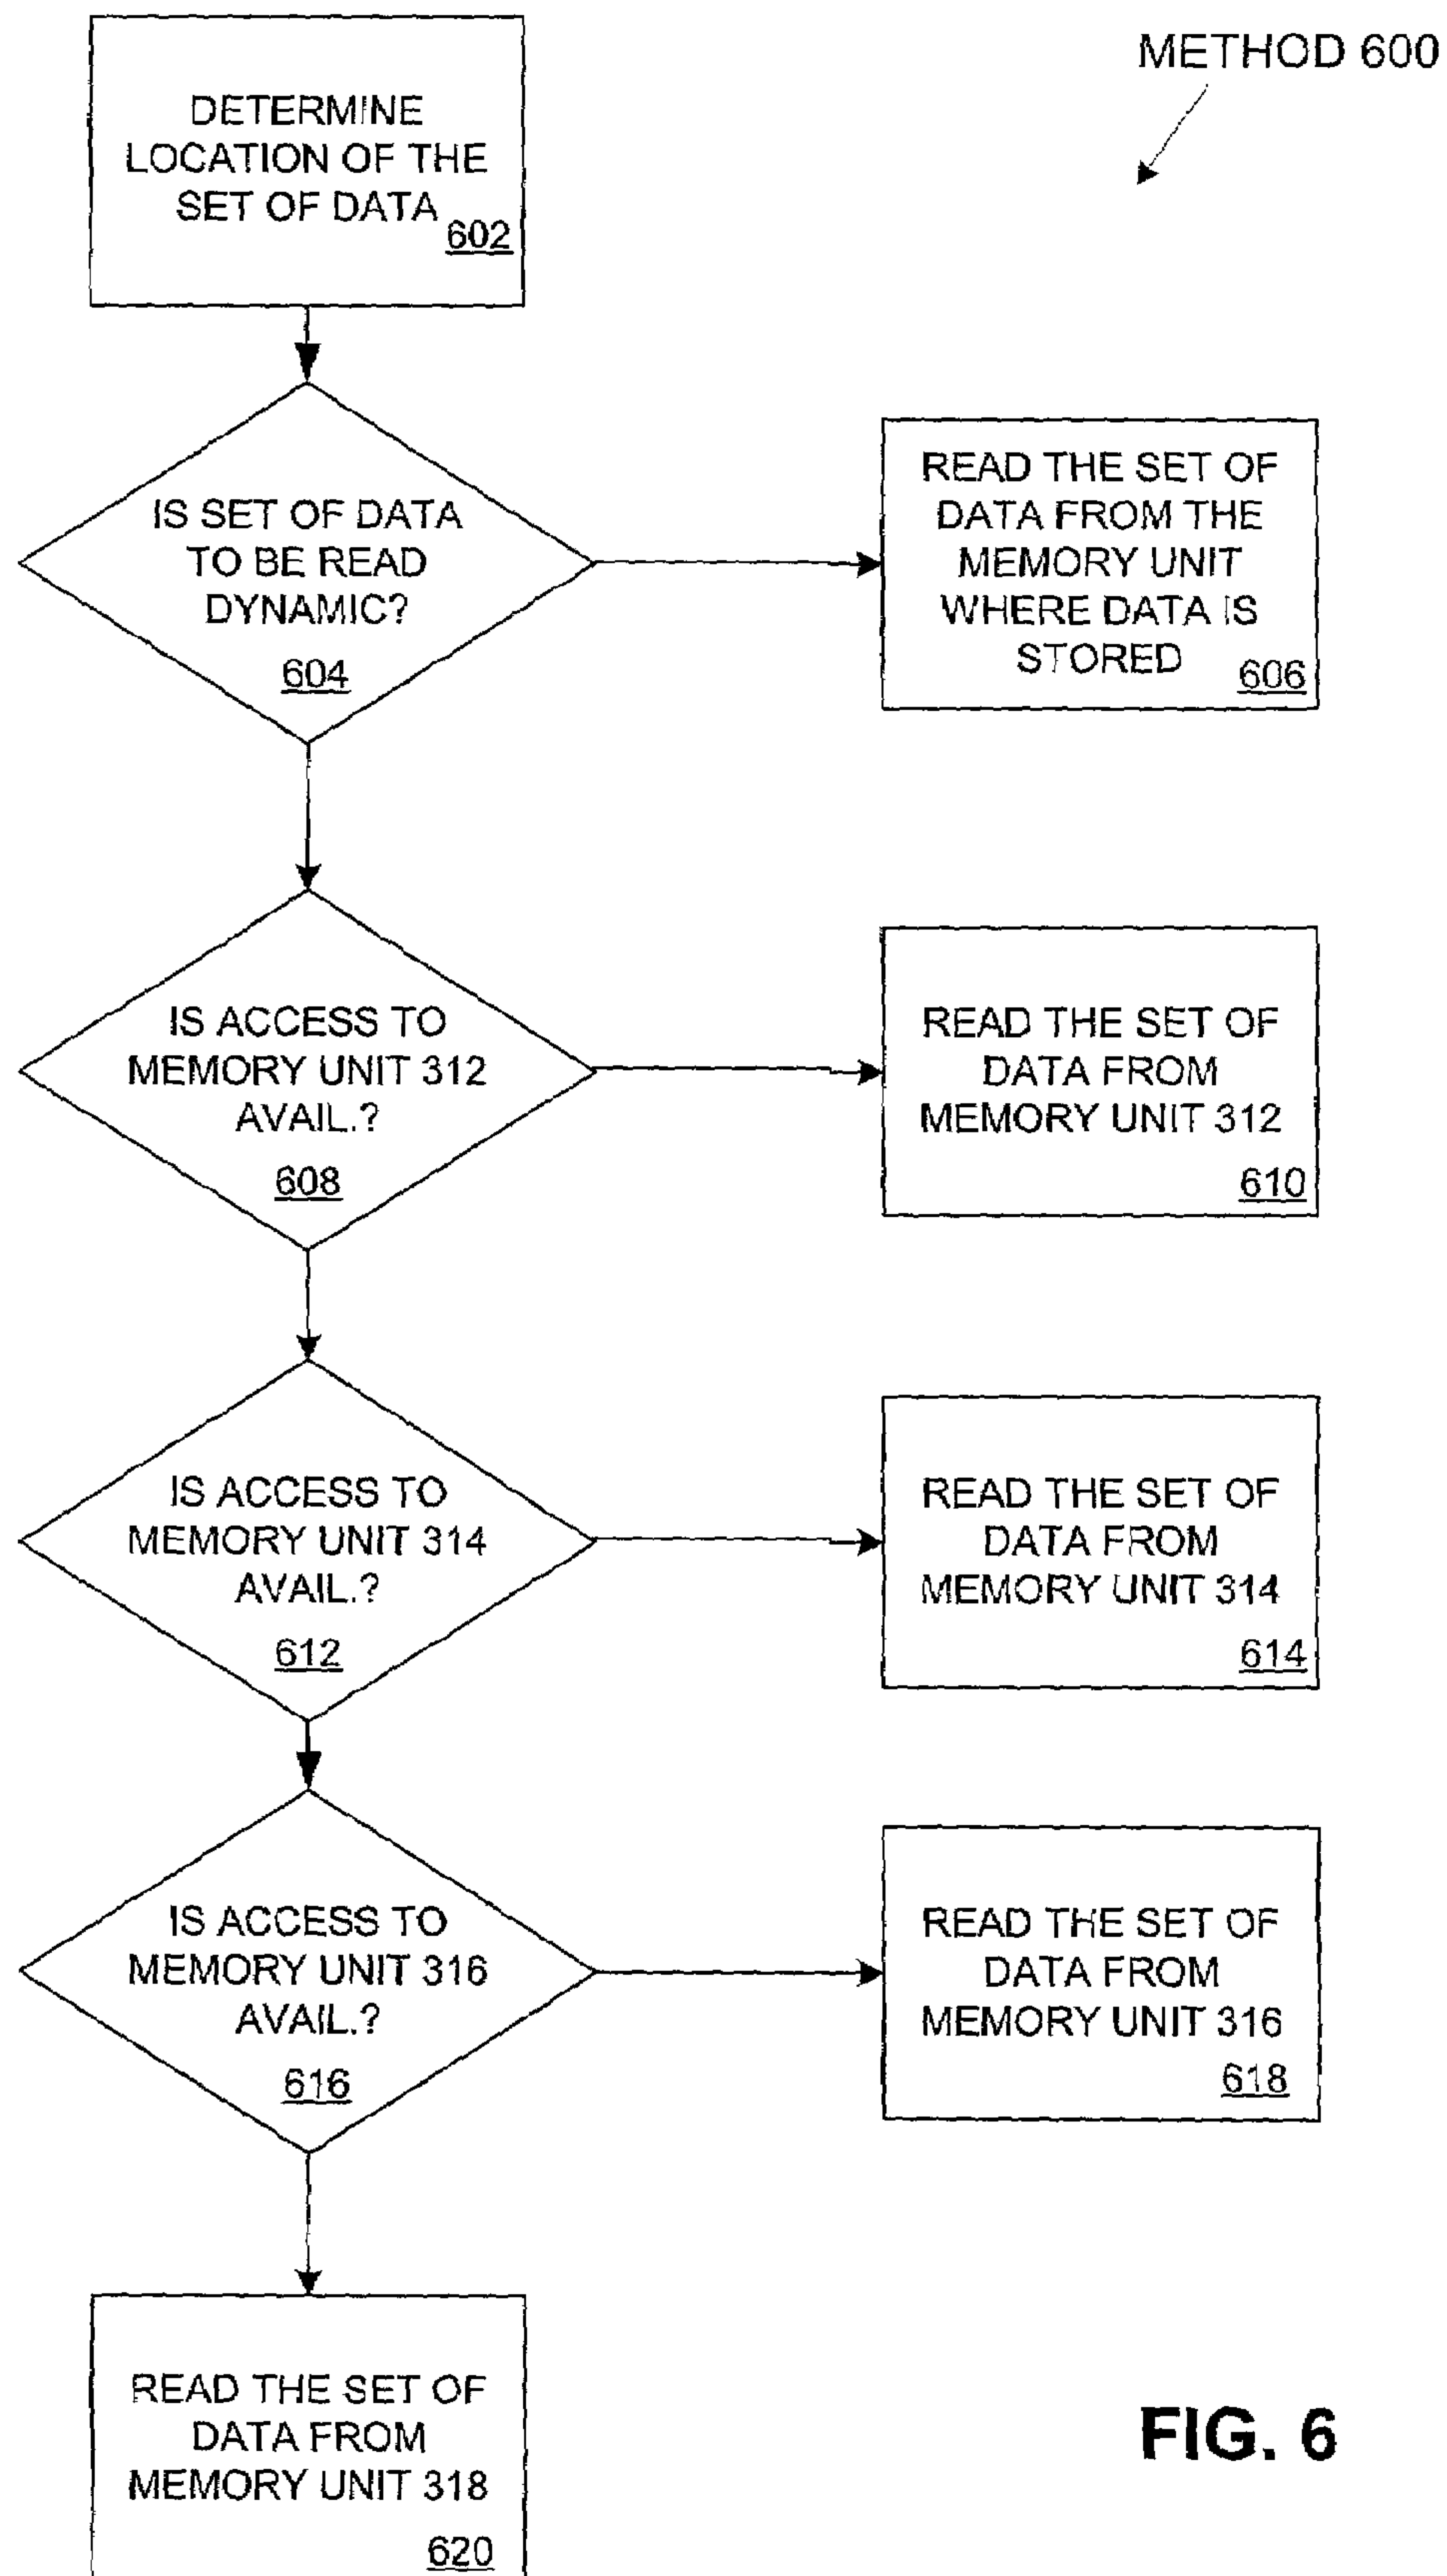 METHOD 600
DETERMINE
LOCATION OF THE
SET OF DATA
602
IS SET OF DATA
TO BE READ
DYNAMIC?
604
READ THE SET OF
DATA FROM THE
MEMORY UNIT
WHERE DATA IS
STORED
606
IS ACCESS TO
MEMORY UNIT 312
AVAIL.?
608
READ THE SET OF
DATA FROM
MEMORY UNIT 312
610
IS ACCESS TO
MEMORY UNIT 314
AVAIL.?
612
READ THE SET OF
DATA FROM
MEMORY UNIT 314
614
IS ACCESS TO
MEMORY UNIT 316
AVAIL.?
616
READ THE SET OF
DATA FROM
MEMORY UNIT 316
618
READ THE SET OF
DATA FROM
MEMORY UNIT 318
620
FIG. 6